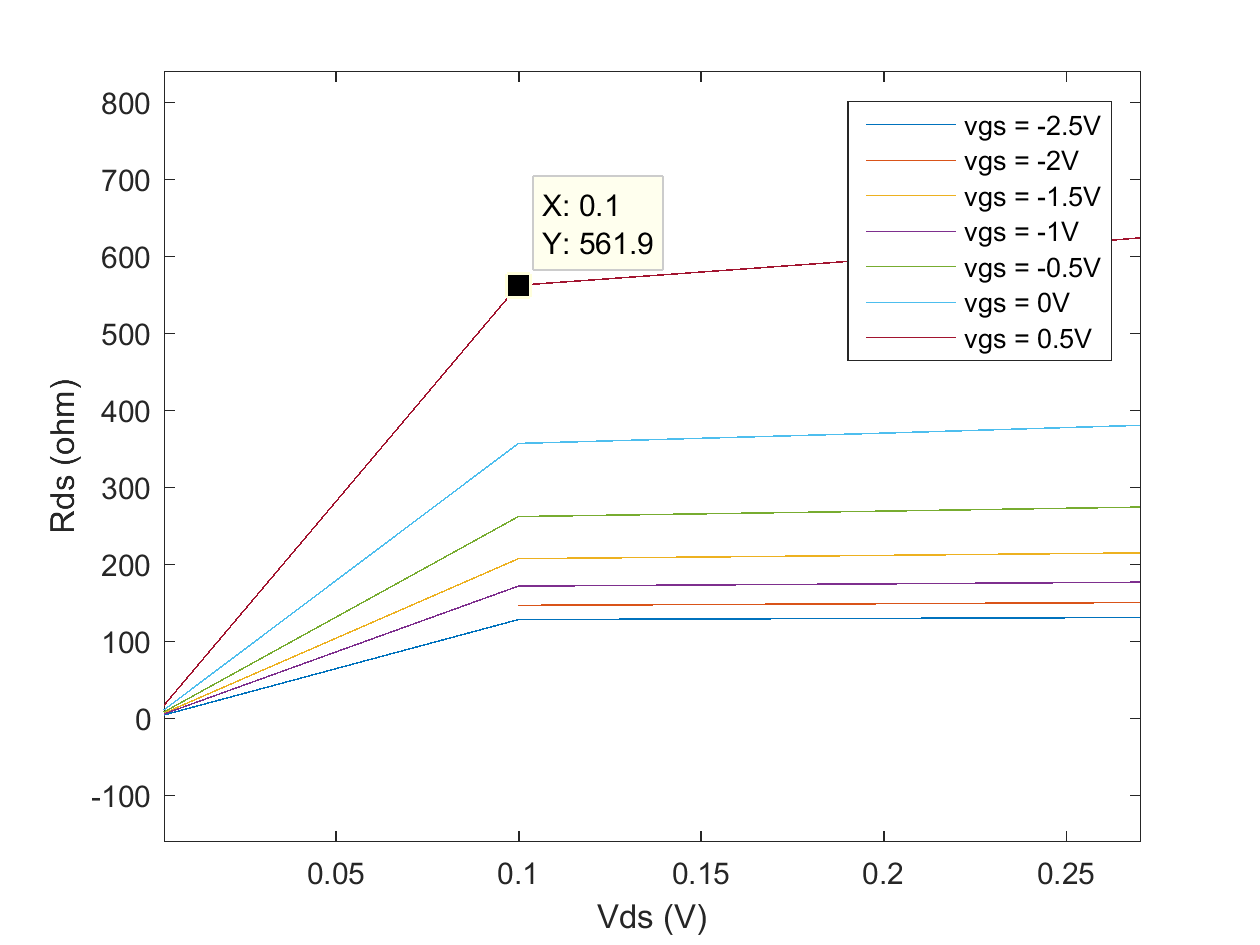 800
700
600
500
400
300
200
100
0
-100
Rds (ohm)
0.05
0.1
0.15
0.2
0.25
Vds (V)
X: 0.1
Y: 561.9
vgs = -2.5V
vgs = -2V
vgs = -1.5V
vgs = -1V
vgs = -0.5V
vgs = 0V
vgs = 0.5V